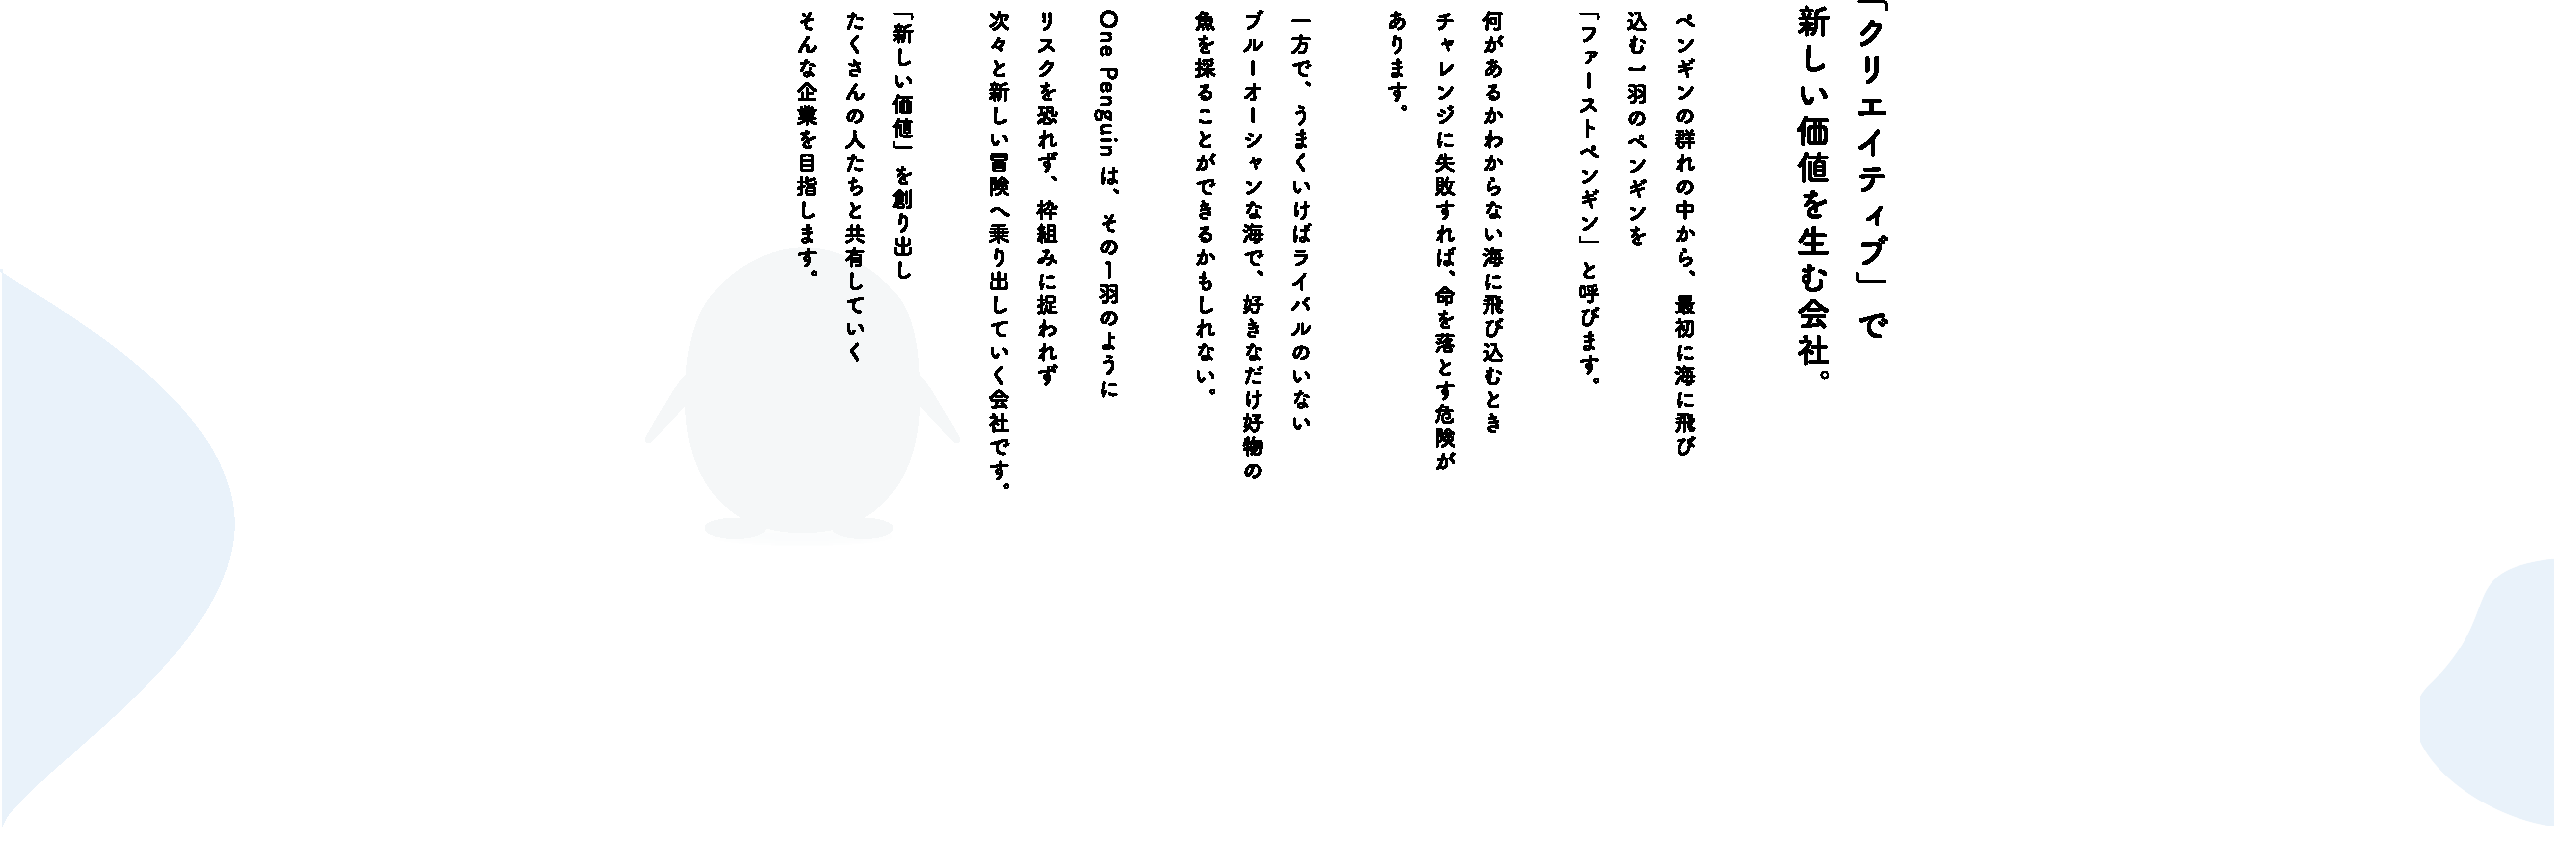 「クリエイティブ」で
新しい価値を生む会社。
ペンギンの群れの中から、最初に海に飛び
込む一羽のペンギンを
「ファーストペンギン」と呼びます。
何があるかわからない海に飛び込むとき
チャレンジに失敗すれば、命を落とす危険が
あります。
一方で、うまくいけばライバルのいない
ブルーオーシャンな海で、好きなだけ好物の
魚を採ることができるかもしれない。
One Penguin は、その1羽のように
リスクを恐れず、枠組みに捉われず
次々と新しい冒険へ乗り出していく会社です。
「新しい価値」を創り出し
たくさんの人たちと共有していく
そんな企業を目指します。